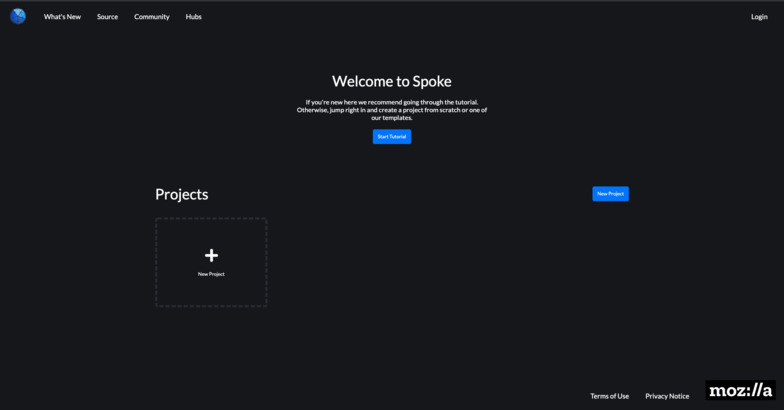 What's New Source Community Hubs Login
Welcome to Spoke
If you're new here we recommend going through the tutorial.
Otherwise, jump right in and create a project from scratch or one of
our templates.
Start Tutorial
Projects
New Project
New Project
Terms of Use Privacy Notice moz://a